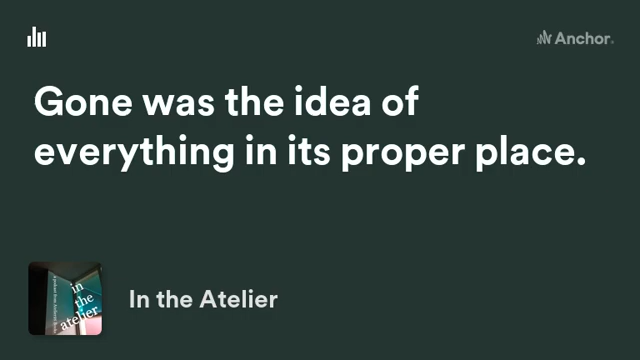 Anchor
Gone was the idea of
everything in its proper place.
in
the
atelier
In the Atelier